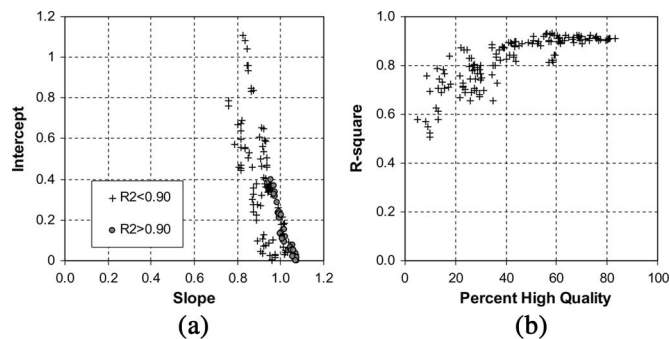 1.2
1.0
0.8
0.6
0.4
0.2
0
Intercept
R2<0.90
R2>0.90
0.0 0.2 0.4 0.6 0.8 1.0 1.2
Slope
(a)
1.0
0.8
0.6
0.4
0.2
0.0
R-square
0 20 40 60 80 100
Percent High Quality
(b)